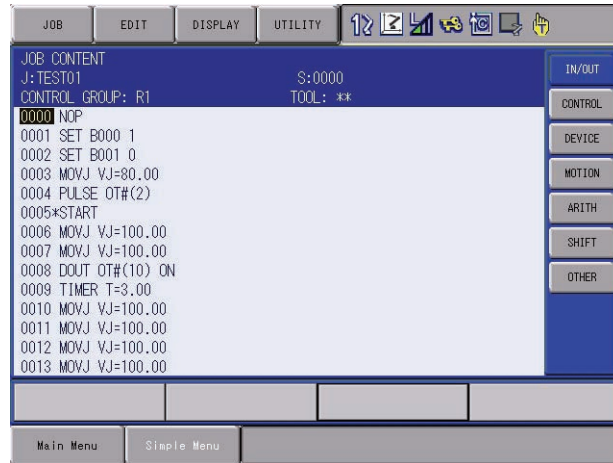 JOB EDIT DISPLAY UTILITY
JOB CONTENT
J:TEST01 S:0000
CONTROL GROUP: R1 TOOL: **
0000 NOP
0001 SET B000 1
0002 SET B001 0
0003 MOVJ VJ=80.00
0004 PULSE OT#(2)
0005*START
0006 MOVJ VJ=100.00
0007 MOVJ VJ=100.00
0008 DOUT OT#(10) ON
0009 TIMER T=3.00
0010 MOVJ VJ=100.00
0011 MOVJ VJ=100.00
0012 MOVJ VJ=100.00
0013 MOVJ VJ=100.00
IN/OUT
CONTROL
DEVICE
MOTION
ARITH
SHIFT
OTHER
Main Menu Simple Menu